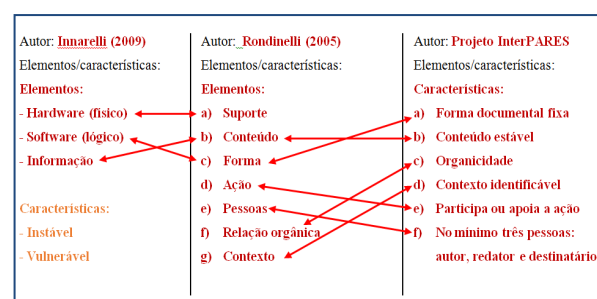 Autor: Innarelli (2009)
Elementos/características:
Elementos:
- Hardware (físico)
- Software (lógico)
- Informação
Características:
- Instável
- Vulnerável
Autor: Rondinelli (2005)
Elementos/características:
Elementos:
a) Suporte
b) Conteúdo
c) Forma
d) Ação
e) Pessoas
f) Relação orgânica
g) Contexto
Autor: Projeto InterPARES
Elementos/características:
Características:
a) Forma documental fixa
b) Conteúdo estável
c) Organicidade
d) Contexto identificável
e) Participa ou apoia a ação
f) No mínimo três pessoas:
autor, redator e destinatário